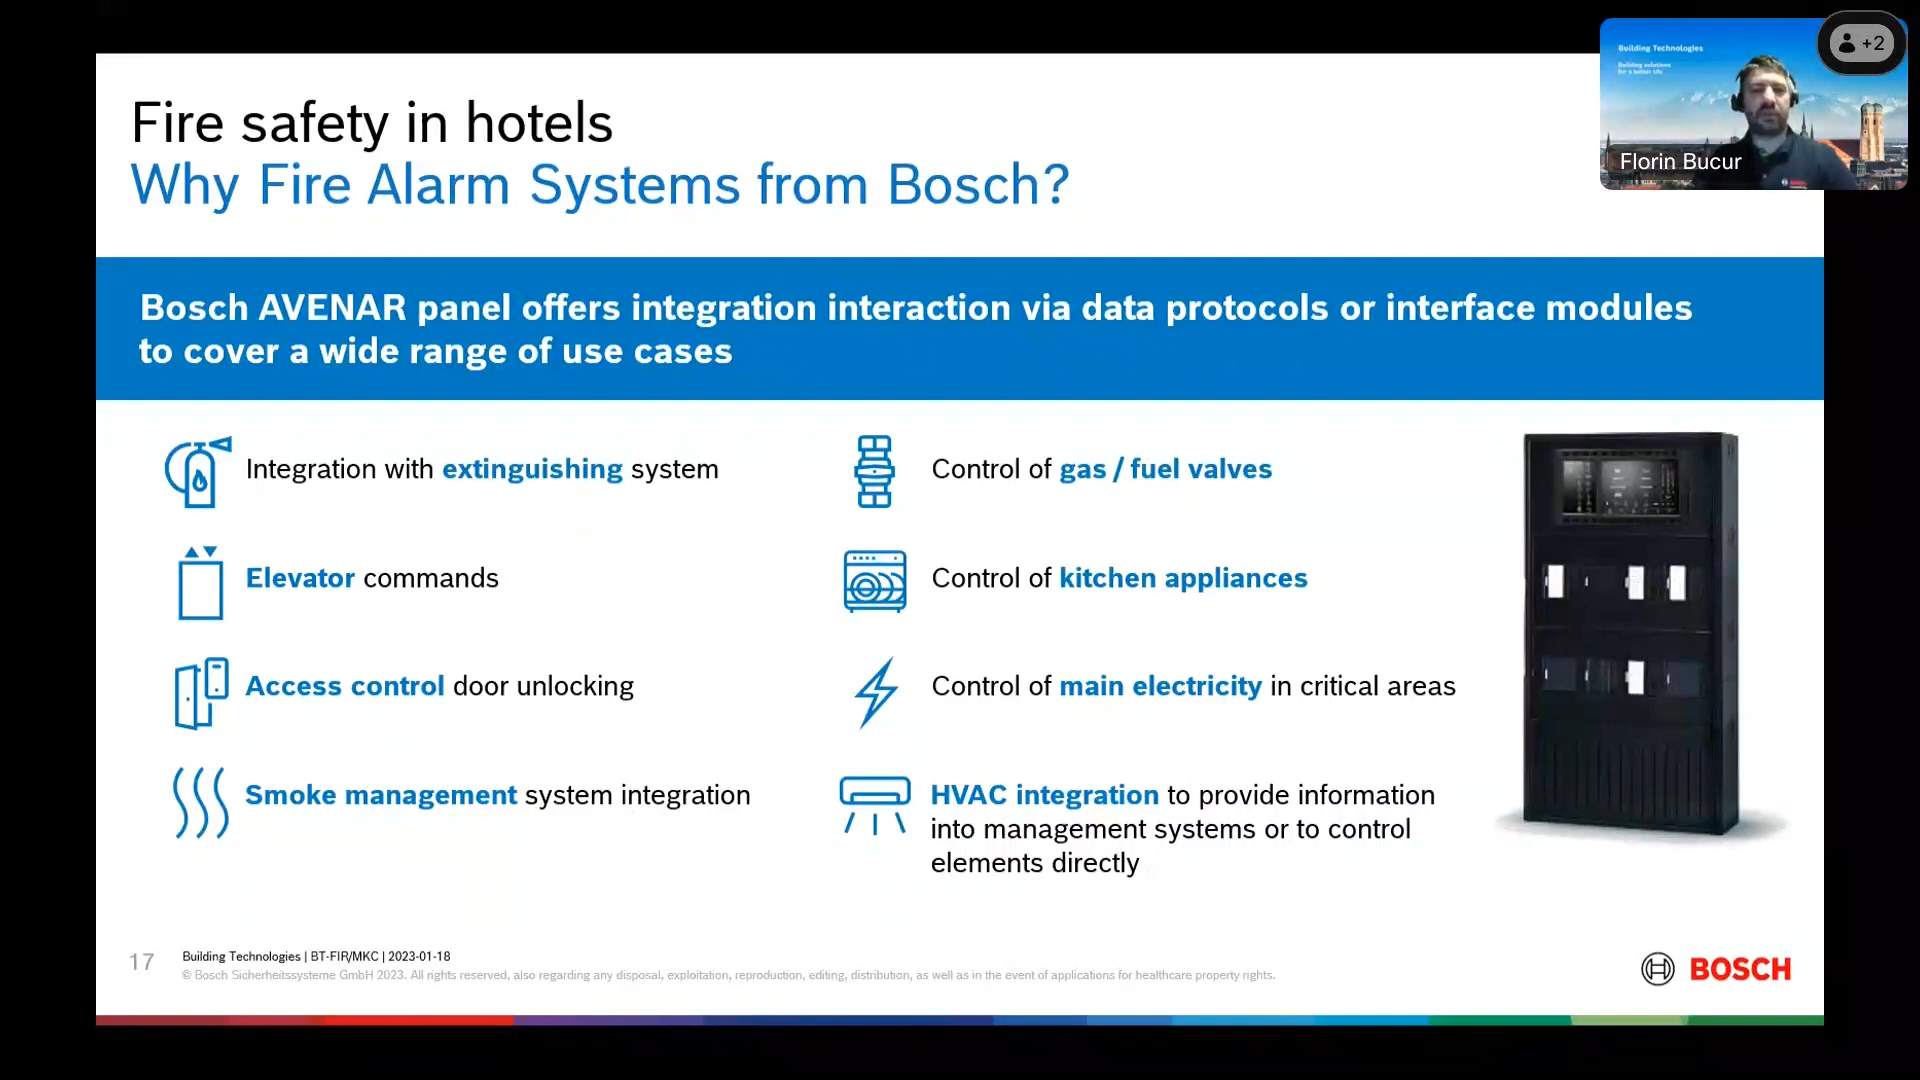 Fire safety in hotels
Why Fire Alarm Systems from Bosch?
Building Technologies
Building solutions
for a better life
+2
Florin Bucur
Bosch AVENAR panel offers integration interaction via data protocols or interface modules
to cover a wide range of use cases
Integration with extinguishing system
Elevator commands
Access control door unlocking
Smoke management system integration
Control of gas / fuel valves
Control of kitchen appliances
Control of main electricity in critical areas
HVAC integration to provide information
into management systems or to control
elements directly
17
Building Technologies | BT-FIR/MKC | 2023-01-18
© Bosch Sicherheitssysteme GmbH 2023. All rights reserved, also regarding any disposal, exploitation, reproduction, editing, distribution, as well as in the event of applications for healthcare property rights.
BOSCH